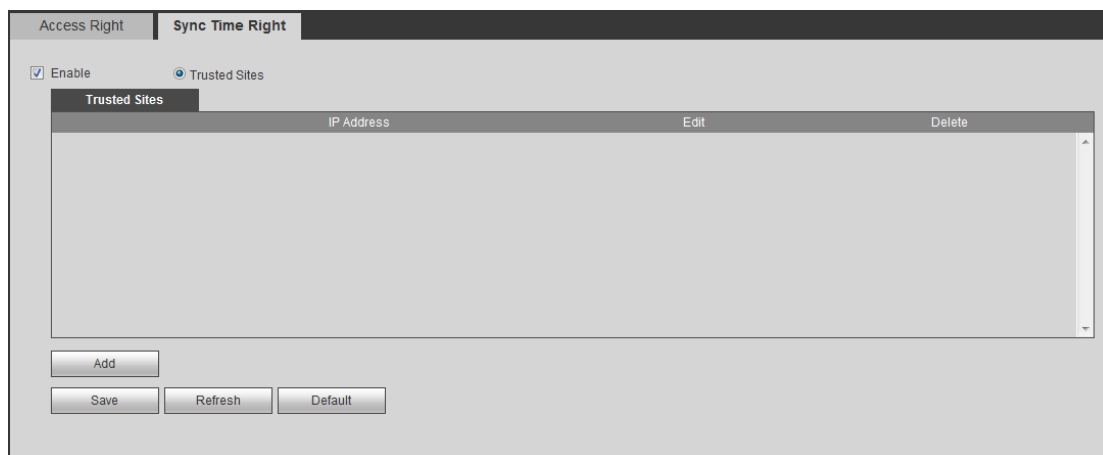 Access Right Sync Time Right
Enable Trusted Sites
Trusted Sites
IP Address Edit Delete
Add
Save Refresh Default